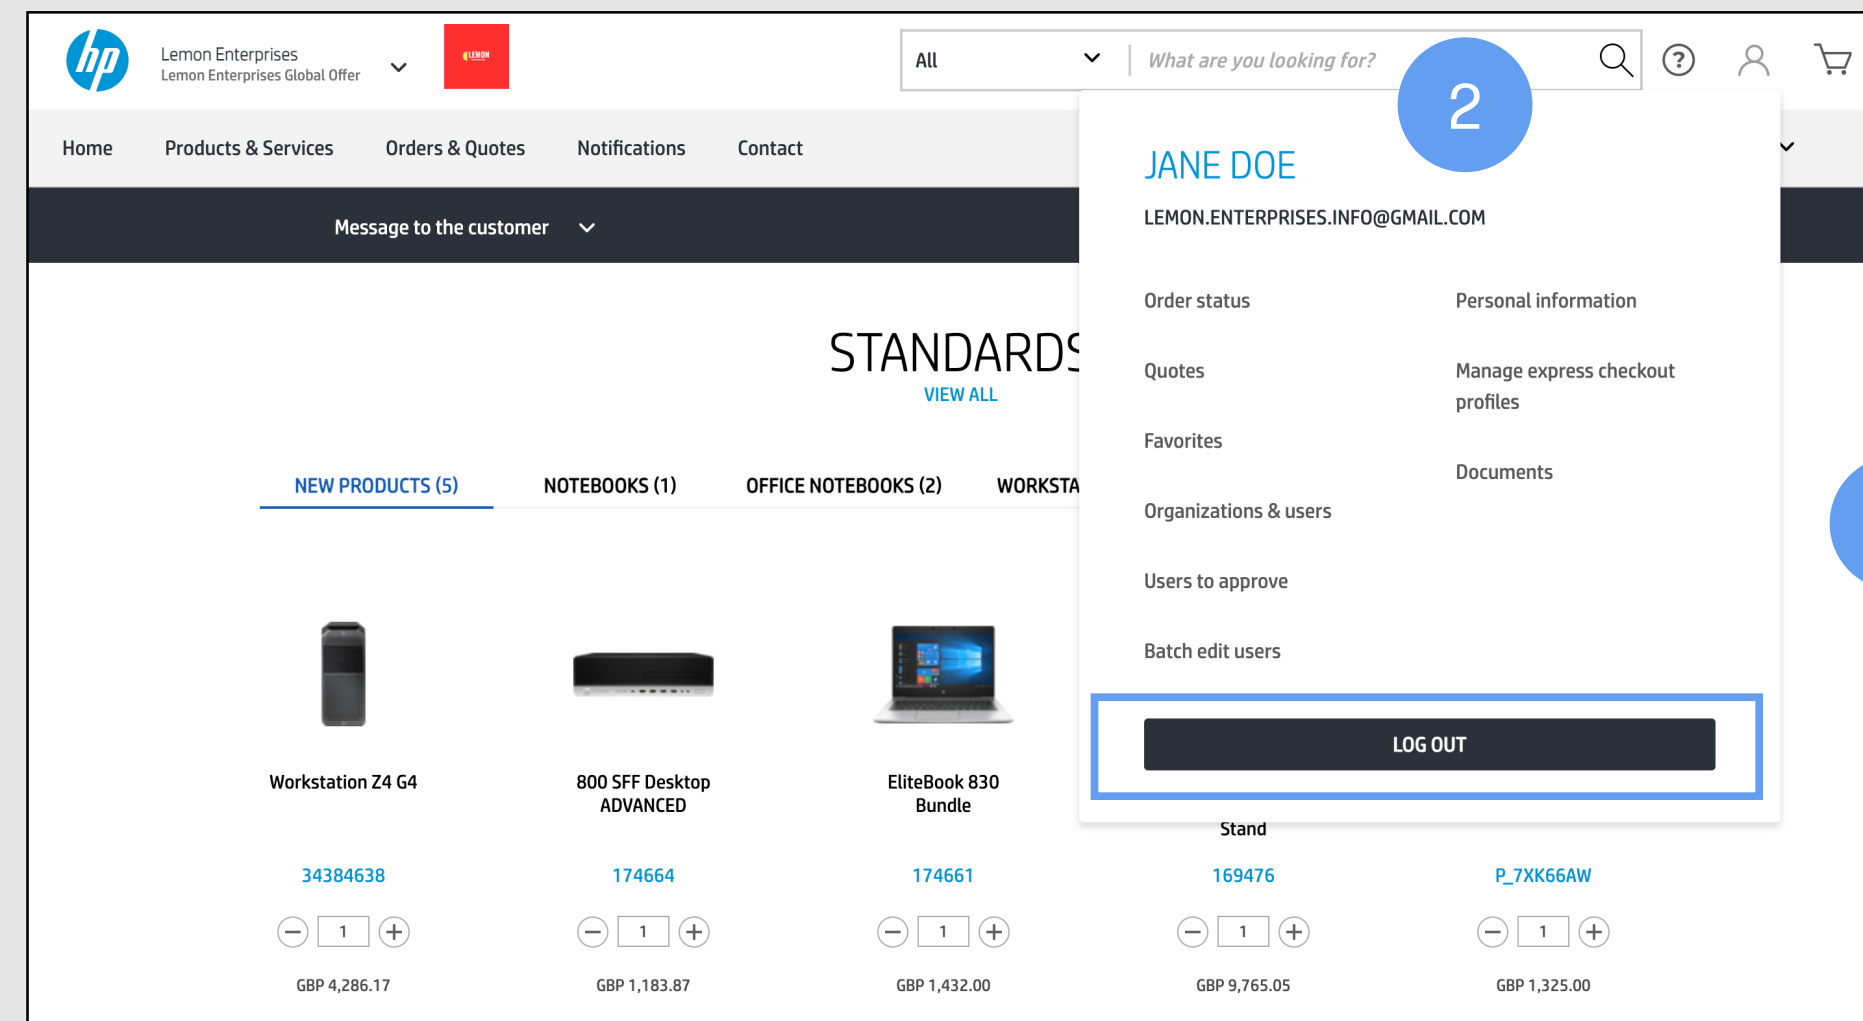 hp
Lemon Enterprises
Lemon Enterprises Global Offer
LEMON
All
What are you looking for?
?
2
Home
Products & Services
Orders & Quotes
Notifications
Contact
JANE DOE
LEMON.ENTERPRISES.INFO@GMAIL.COM
Message to the customer
Order status
Personal information
Quotes
Manage express checkout
profiles
Favorites
Documents
Organizations & users
Users to approve
Batch edit users
LOG OUT
STANDARDS
VIEW ALL
NEW PRODUCTS (5)
NOTEBOOKS (1)
OFFICE NOTEBOOKS (2)
WORKSTA
Workstation Z4 G4
800 SFF Desktop
ADVANCED
EliteBook 830
Bundle
Stand
34384638
174664
174661
169476
P_7XK66AW
1
1
1
1
1
GBP 4,286.17
GBP 1,183.87
GBP 1,432.00
GBP 9,765.05
GBP 1,325.00